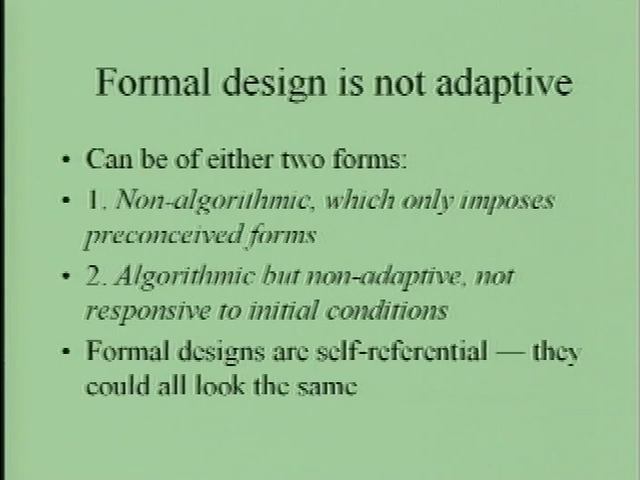 Formal design is not adaptive
• Can be of either two forms:
• 1. Non-algorithmic, which only imposes
preconceived forms
• 2. Algorithmic but non-adaptive, not
responsive to initial conditions
• Formal designs are self-referential — they
could all look the same